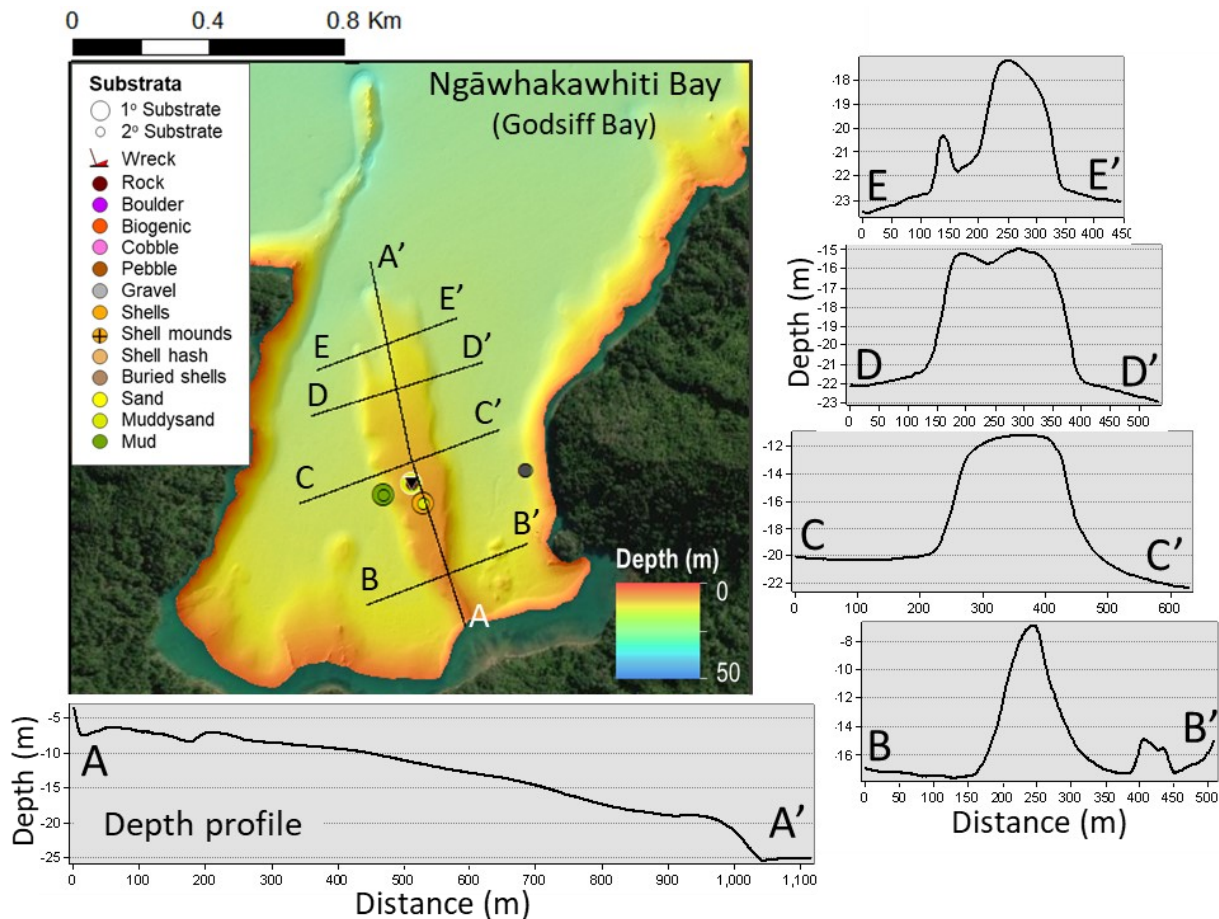 0 0.4 0.8 Km
Ngāwhakawhiti Bay
(Godsiff Bay)
Substrata
1º Substrate
2º Substrate
Wreck
Rock
Boulder
Biogenic
Cobble
Pebble
Gravel
Shells
Shell mounds
Shell hash
Buried shells
Sand
Muddysand
Mud
A'
E'
E
D'
D
C'
C
B'
B
A
Depth (m)
0
50
-18
-19
-20
-21
-22
-23
E E'
0 50 100 150 200 250 300 350 400 450
-15
-16
-17
-18
-19
-20
-21
-22
-23
D D'
0 50 100 150 200 250 300 350 400 450 500
Depth (m)
-12
-14
-16
-18
-20
-22
C C'
0 100 200 300 400 500 600
-8
-10
-12
-14
-16
B B'
0 50 100 150 200 250 300 350 400 450 500
Distance (m)
Depth (m)
-5
-10
-15
-20
-25
A A'
Depth profile
0 100 200 300 400 500 600 700 800 900 1,000 1,100
Distance (m)